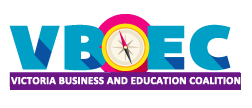 VBEC
VICTORIA BUSINESS AND EDUCATION COALITION